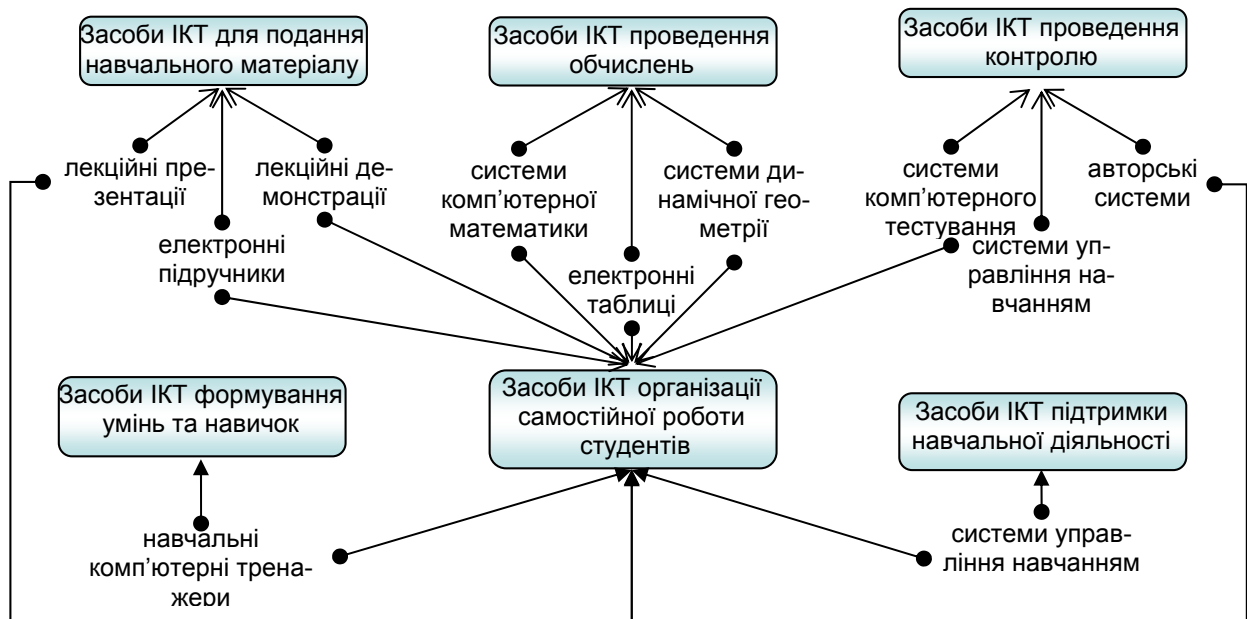 Засоби ІКТ для подання
навчального матеріалу
Засоби ІКТ проведення
обчислень
Засоби ІКТ проведення
контролю
лекційні пре-
зентації
лекційні де-
монстрації
електронні
підручники
системи
комп’ютерної
математики
системи ди-
намічної гео-
метрії
електронні
таблиці
системи
комп’ютерного
тестування
авторські
системи
системи уп-
равління на-
вчанням
Засоби ІКТ формування
умінь та навичок
Засоби ІКТ організації
самостійної роботи
студентів
Засоби ІКТ підтримки
навчальної діяльності
навчальні
комп’ютерні трена-
жери
системи управ-
ління навчанням